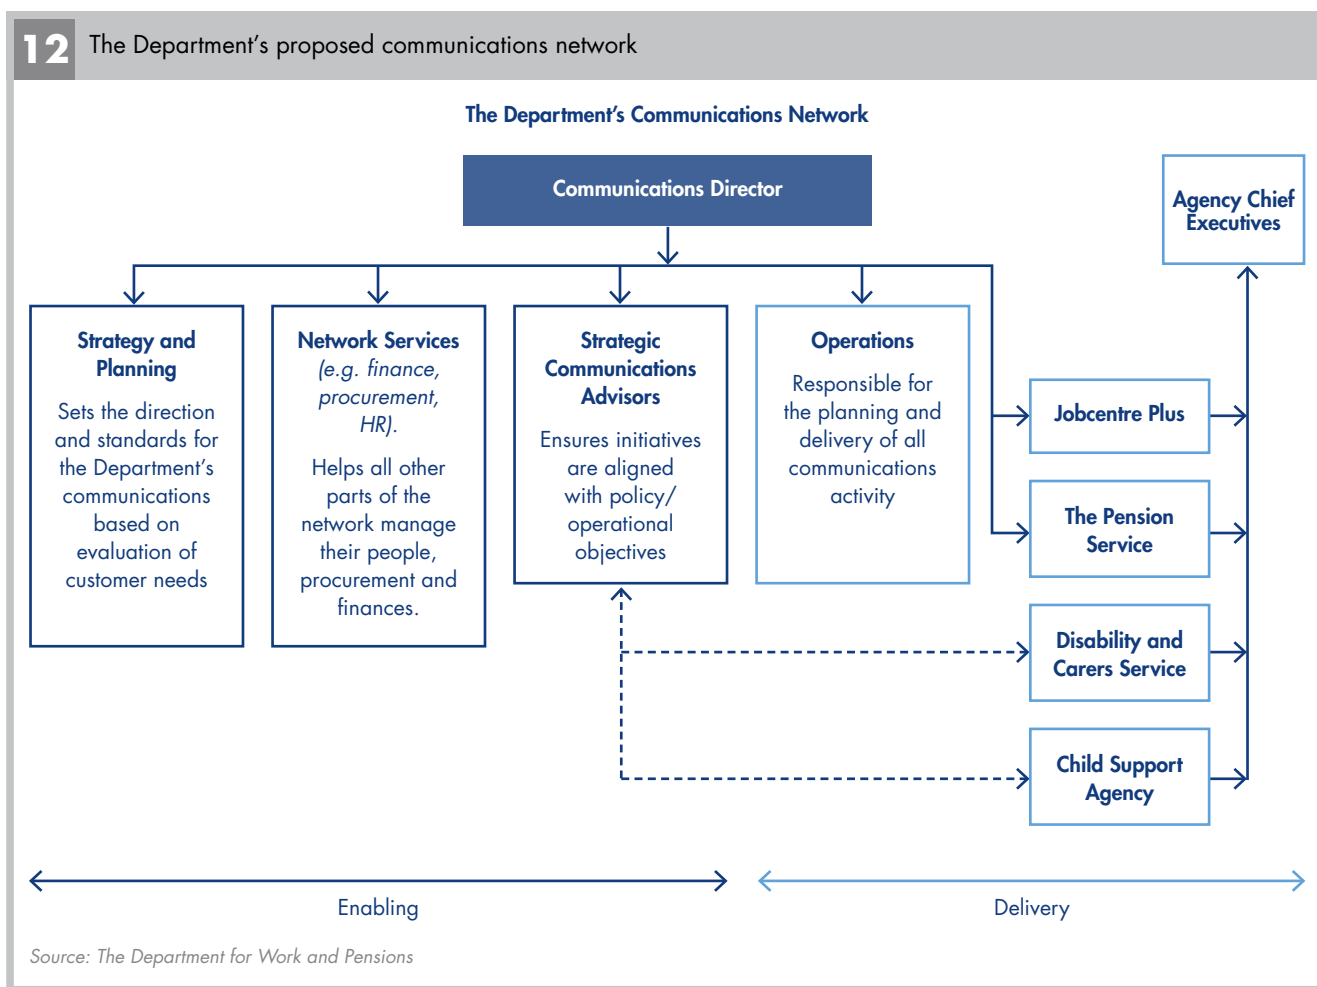 12
The Department's proposed communications network
The Department's Communications Network
Communications Director
Agency Chief
Executives
Strategy and
Planning
Sets the direction
and standards for
the Department's
communications
based on
evaluation of
customer needs
Network Services
(e.g. finance,
procurement,
HR).
Helps all other
parts of the
network manage
their people,
procurement and
finances.
Strategic
Communications
Advisors
Ensures initiatives
are aligned
with policy/
operational
objectives
Operations
Responsible for
the planning and
delivery of all
communications
activity
Jobcentre Plus
The Pension
Service
Disability and
Carers Service
Child Support
Agency
Enabling
Delivery
Source: The Department for Work and Pensions